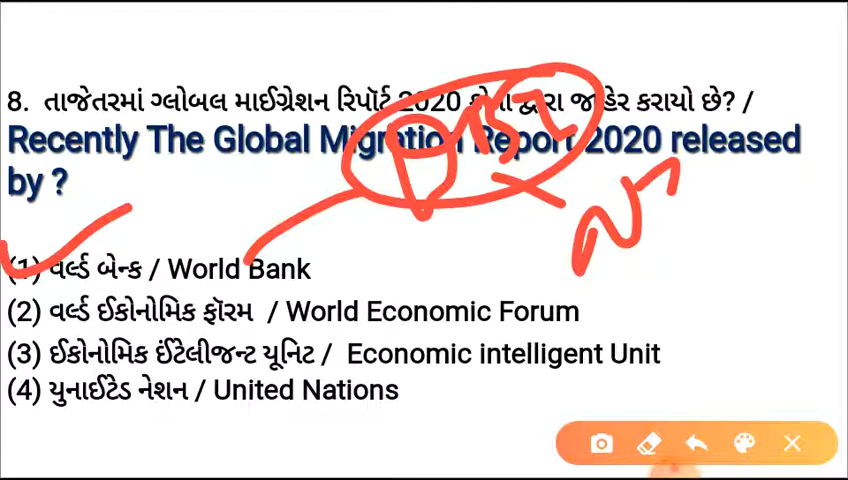 8. તાજેતરમાં ગ્લોબલ માઈગ્રેશન રિપૉર્ટ 2020 દ્વારા જાહેર કરાયો છે? /
Recently The Global Migration Report 2020 released
by ?
(1) વર્લ્ડ બેન્ક / World Bank
(2) વર્લ્ડ ઈકોનોમિક ફૉરમ / World Economic Forum
(3) ઈકોનોમિક ઈંટેલીજન્ટ યૂનિટ / Economic intelligent Unit
(4) યુનાઈટેડ નેશન / United Nations